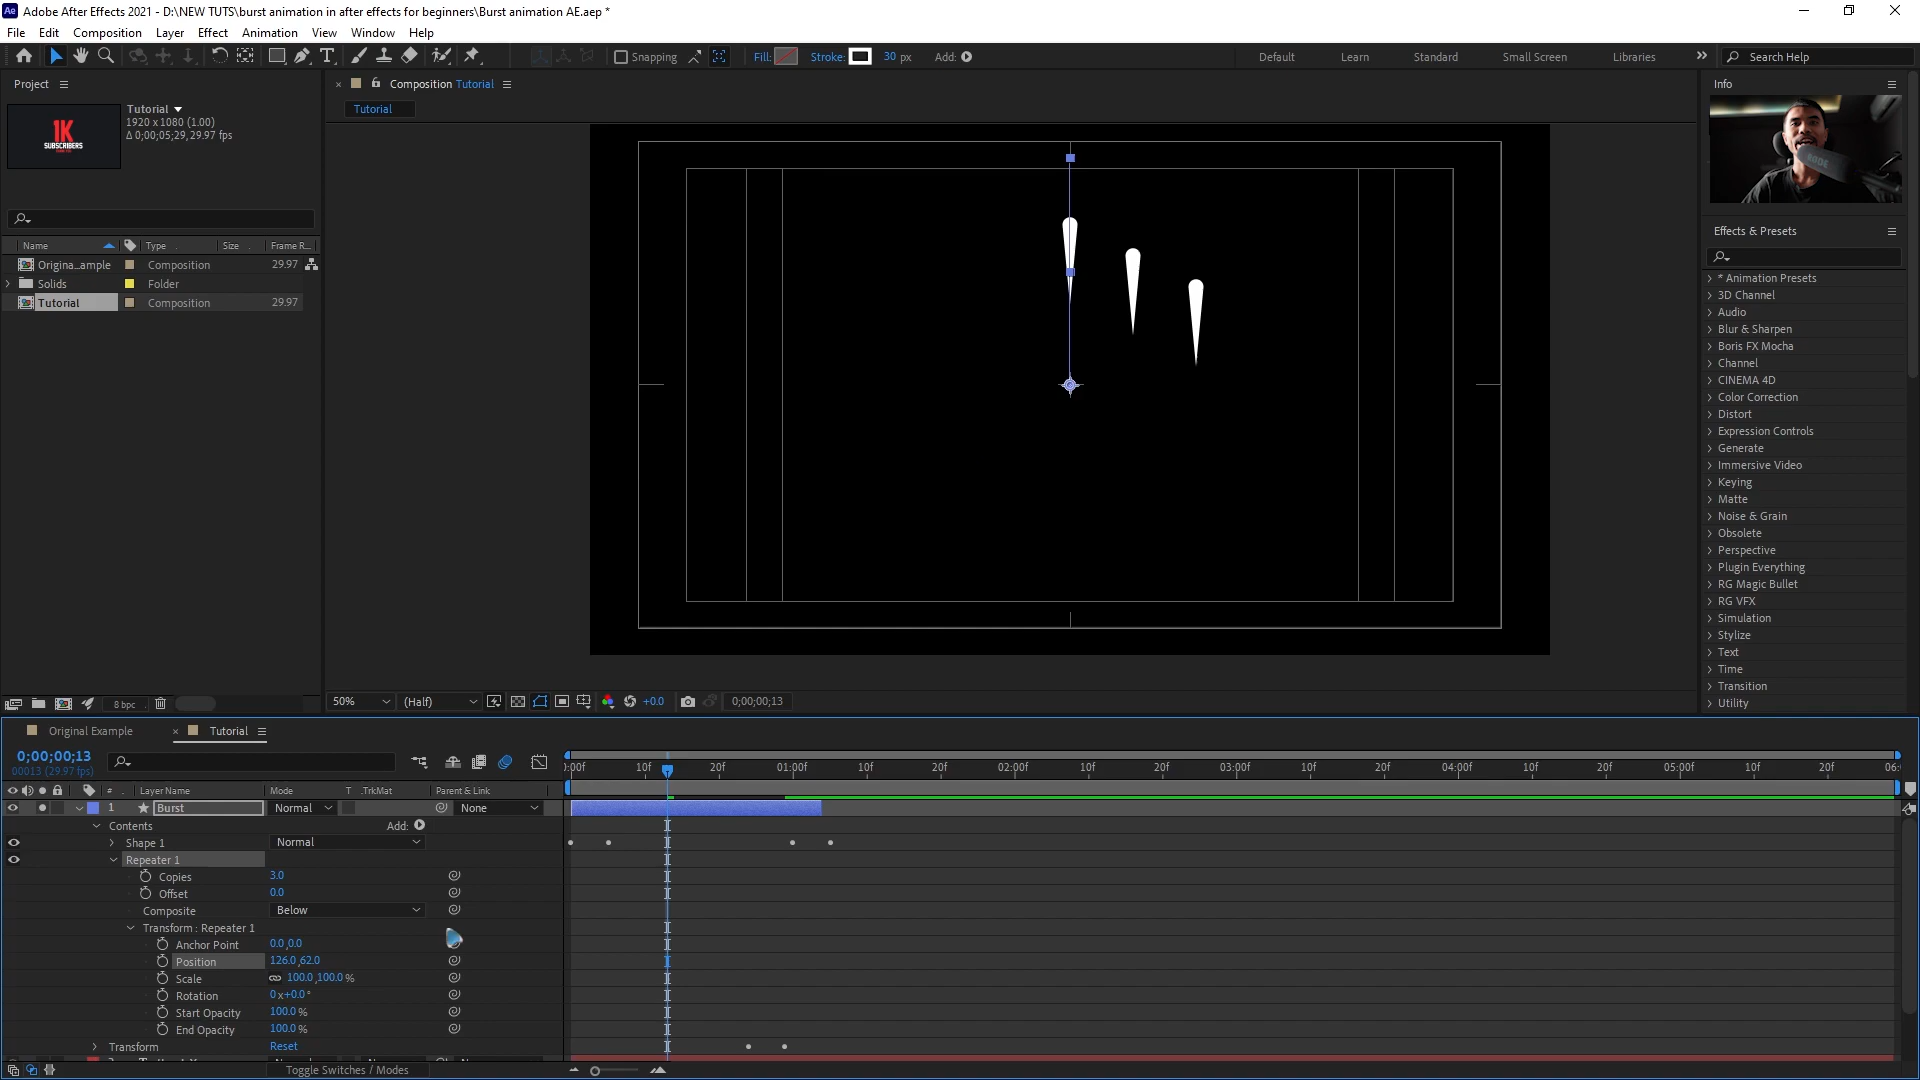 Adobe After Effects 2021 - D:\NEW TUTS\burst animation in after effects for beginners\Burst animation AE.aep *
File Edit Composition Layer Effect Animation View Window Help
Snapping Fill: Stroke: 30 px Add: Default Learn Standard Small Screen Libraries Search Help
Project
Tutorial
1920 x 1080 (1.00)
Δ 0;00;05;29, 29.97 fps
1K
SUBSCRIBERS
Name Type Size Frame R...
Origina...ample Composition 29.97
Solids Folder
Tutorial Composition 29.97
8 bpc
Composition Tutorial
Tutorial
50% (Half) +0.0 0;00;00;13
Info
RODE
Effects & Presets
* Animation Presets
3D Channel
Audio
Blur & Sharpen
Boris FX Mocha
Channel
CINEMA 4D
Color Correction
Distort
Expression Controls
Generate
Immersive Video
Keying
Matte
Noise & Grain
Obsolete
Perspective
Plugin Everything
RG Magic Bullet
RG VFX
Simulation
Stylize
Text
Time
Transition
Utility
Original Example Tutorial
0;00;00;13
00013 (29.97 fps)
:00f 10f 20f 01:00f 10f 20f 02:00f 10f 20f 03:00f 10f 20f 04:00f 10f 20f 05:00f 10f 20f 06:
# Layer Name Mode T .TrkMat Parent & Link
1 Burst Normal None
Contents Add:
Shape 1 Normal
Repeater 1
Copies 3.0
Offset 0.0
Composite Below
Transform : Repeater 1
Anchor Point 0.0,0.0
Position 126.0,62.0
Scale 100.0,100.0 %
Rotation 0x+0.0°
Start Opacity 100.0 %
End Opacity 100.0 %
Transform Reset
Toggle Switches / Modes